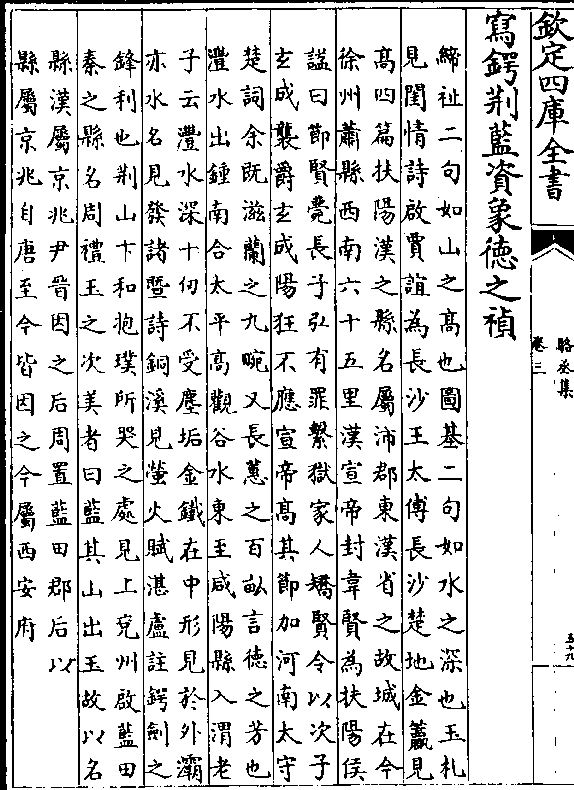 欽定四庫全書
駱丞集
卷三
五十九
寫鍔荆藍資象德之禎
締祉二句如山之高也圖基二句如水之深也玉札
見閨情詩啟賈誼為長沙王太傅長沙楚地金籯見
高四篇扶陽漢之縣名屬沛郡東漢省之故城在今
徐州蕭縣西南六十五里漢宣帝封韋賢為扶陽侯
諡曰節賢薨長子弘有罪繫獄家人矯賢令以次子
玄成襲爵玄成陽狂不應宣帝高其節加河南太守
楚詞余既滋蘭之九畹又長蕙之百畝言德之芳也
灃水出鍾南合太平高觀谷水東至咸陽縣入渭老
子云灃水深十仞不受塵垢金鐵在中形見於外灞
亦水名見發諸暨詩銅溪見螢火賦湛盧註鍔劍之
鋒利也荆山卞和抱璞所哭之處見上兖州啟藍田
秦之縣名周禮玉之次美者曰藍其山出玉故以名
縣漢屬京兆尹晉因之后周置藍田郡后以
縣屬京兆自唐至今皆因之今屬西安府